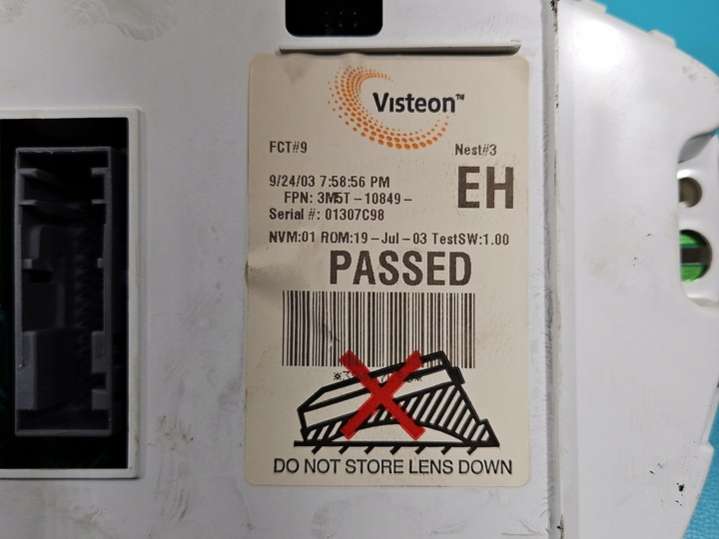 Visteon™
FCT#9 Nest#3
9/24/03 7:58:56 PM
FPN: 3M5T-10849-
EH
Serial #: 01307C98
NVM:01 ROM:19-Jul-03 TestSW:1.00
PASSED
DO NOT STORE LENS DOWN